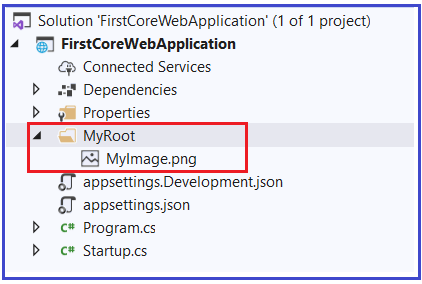 Solution 'FirstCoreWebApplication' (1 of 1 project)
FirstCoreWebApplication
Connected Services
Dependencies
Properties
MyRoot
MyImage.png
appsettings.Development.json
appsettings.json
C# Program.cs
C# Startup.cs